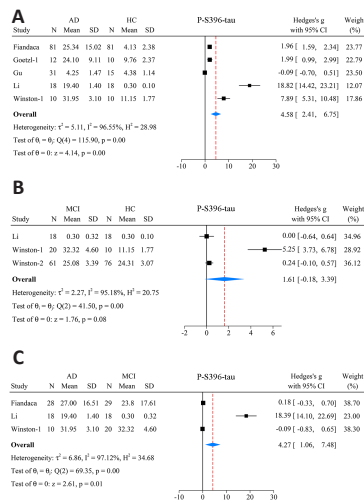 A
AD HC P-S396-tau Hedges's g Weight
Study N Mean SD N Mean SD with 95% CI (%)
Fiandaca 81 25.34 15.02 81 4.13 2.38 1.96 [ 1.59, 2.34] 23.77
Goetzl-1 12 24.10 9.11 10 9.76 2.37 1.99 [ 0.99, 2.99] 22.79
Gu 31 4.25 1.47 15 4.38 1.14 -0.09 [ -0.70, 0.51] 23.50
Li 18 19.40 1.40 18 0.30 0.10 18.82 [14.42, 23.21] 12.07
Winston-1 10 31.95 3.10 10 11.15 1.77 7.89 [ 5.31, 10.48] 17.86
Overall 4.58 [ 2.41, 6.75]
Heterogeneity: τ² = 5.11, I² = 96.55%, H² = 28.98
Test of θᵢ = θⱼ: Q(4) = 115.90, p = 0.00
Test of θ = 0: z = 4.14, p = 0.00
0 10 20 30
B
MCI HC P-S396-tau Hedges's g Weight
Study N Mean SD N Mean SD with 95% CI (%)
Li 18 0.30 0.32 18 0.30 0.10 0.00 [ -0.64, 0.64] 34.96
Winston-1 20 32.32 4.60 10 11.15 1.77 5.25 [ 3.73, 6.78] 28.92
Winston-2 61 25.08 3.39 76 24.31 3.07 0.24 [ -0.10, 0.57] 36.12
Overall 1.61 [ -0.18, 3.39]
Heterogeneity: τ² = 2.27, I² = 95.18%, H² = 20.75
Test of θᵢ = θⱼ: Q(2) = 41.50, p = 0.00
Test of θ = 0: z = 1.76, p = 0.08
0 2 4 6
C
AD MCI P-S396-tau Hedges's g Weight
Study N Mean SD N Mean SD with 95% CI (%)
Fiandaca 28 27.00 16.51 29 23.8 17.61 0.18 [ -0.33, 0.70] 38.70
Li 18 19.40 1.40 18 0.30 0.32 18.39 [14.10, 22.69] 23.00
Winston-1 10 31.95 3.10 20 32.32 4.60 -0.09 [ -0.83, 0.65] 38.30
Overall 4.27 [ 1.06, 7.48]
Heterogeneity: τ² = 6.86, I² = 97.12%, H² = 34.68
Test of θᵢ = θⱼ: Q(2) = 69.35, p = 0.00
Test of θ = 0: z = 2.61, p = 0.01
0 10 20 30